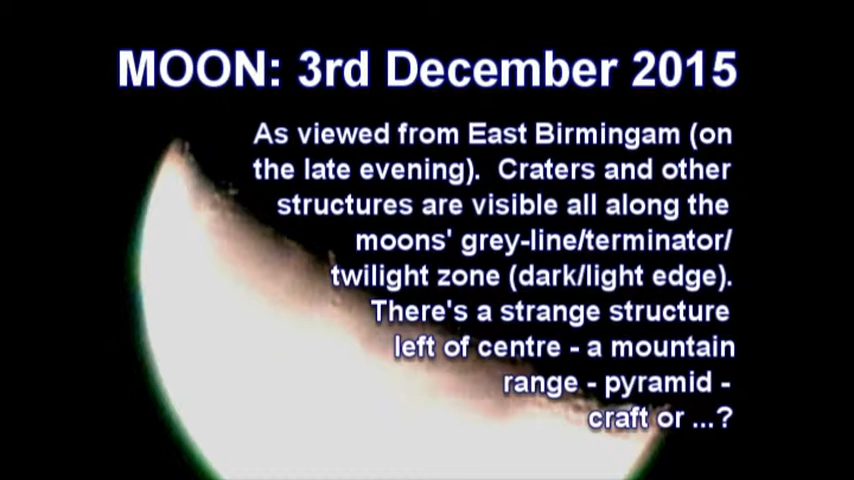 MOON: 3rd December 2015
As viewed from East Birmingam (on
the late evening).  Craters and other
structures are visible all along the
moons' grey-line/terminator/
twilight zone (dark/light edge).
There's a strange structure
left of centre - a mountain
range - pyramid -
craft or ...?